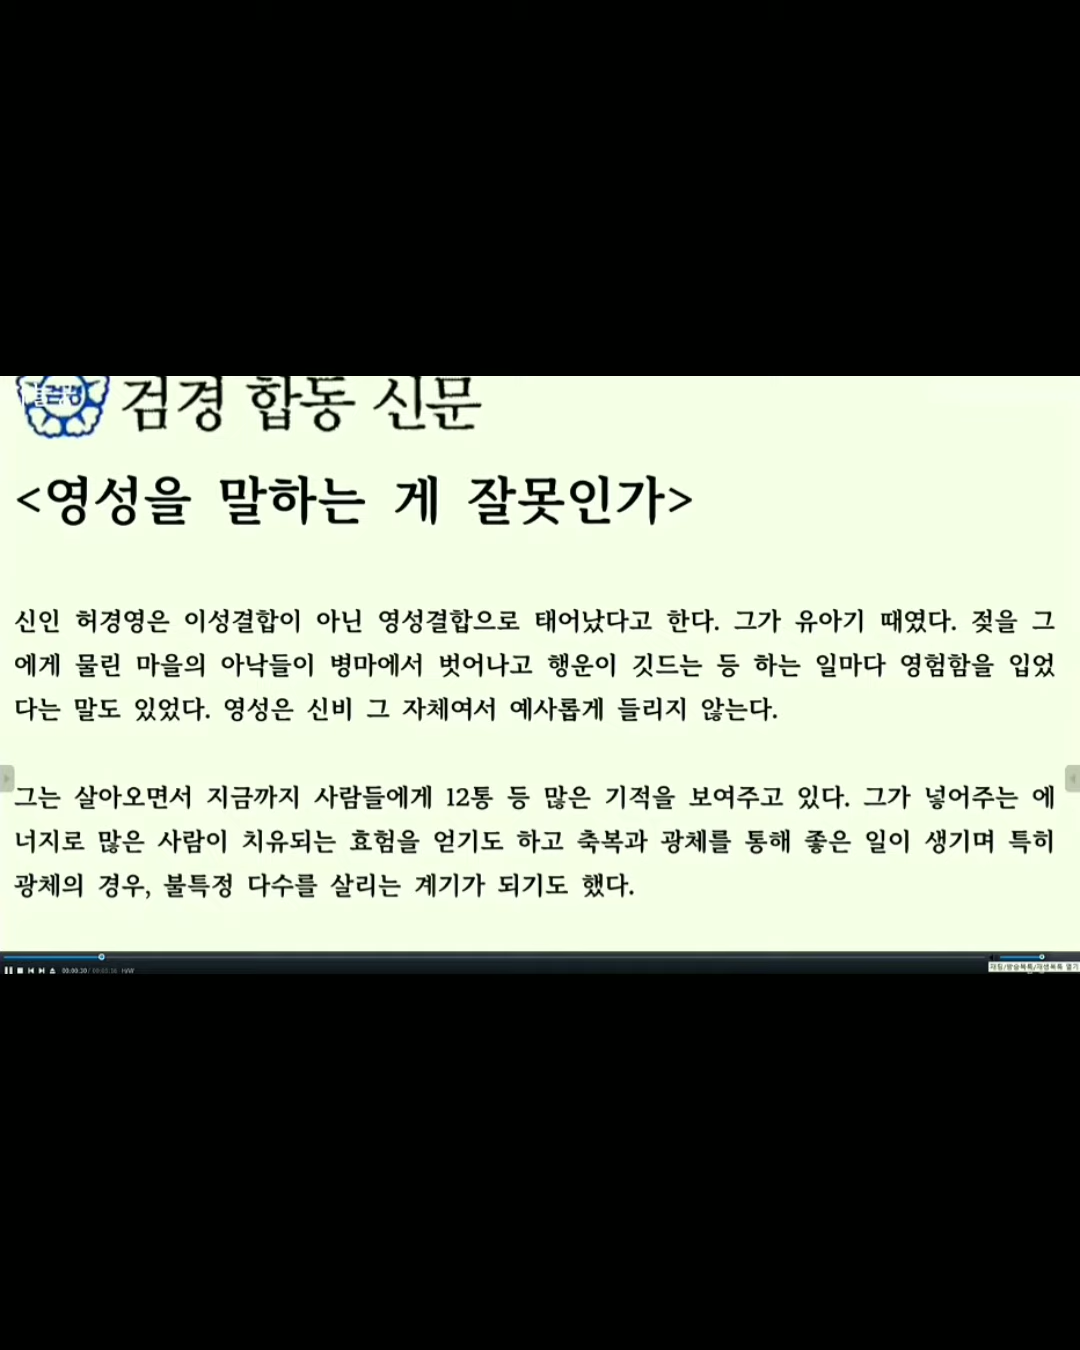 검경 합동 신문
<영성을 말하는 게 잘못인가>
신인 허경영은 이성결합이 아닌 영성결합으로 태어났다고 한다. 그가 유아기 때였다. 젖을 그
에게 물린 마을의 아낙들이 병마에서 벗어나고 행운이 깃드는 등 하는 일마다 영험함을 입었
다는 말도 있었다. 영성은 신비 그 자체여서 예사롭게 들리지 않는다.
그는 살아오면서 지금까지 사람들에게 12통 등 많은 기적을 보여주고 있다. 그가 넣어주는 에
너지로 많은 사람이 치유되는 효험을 얻기도 하고 축복과 광체를 통해 좋은 일이 생기며 특히
광체의 경우, 불특정 다수를 살리는 계기가 되기도 했다.
00:00:30
H/W